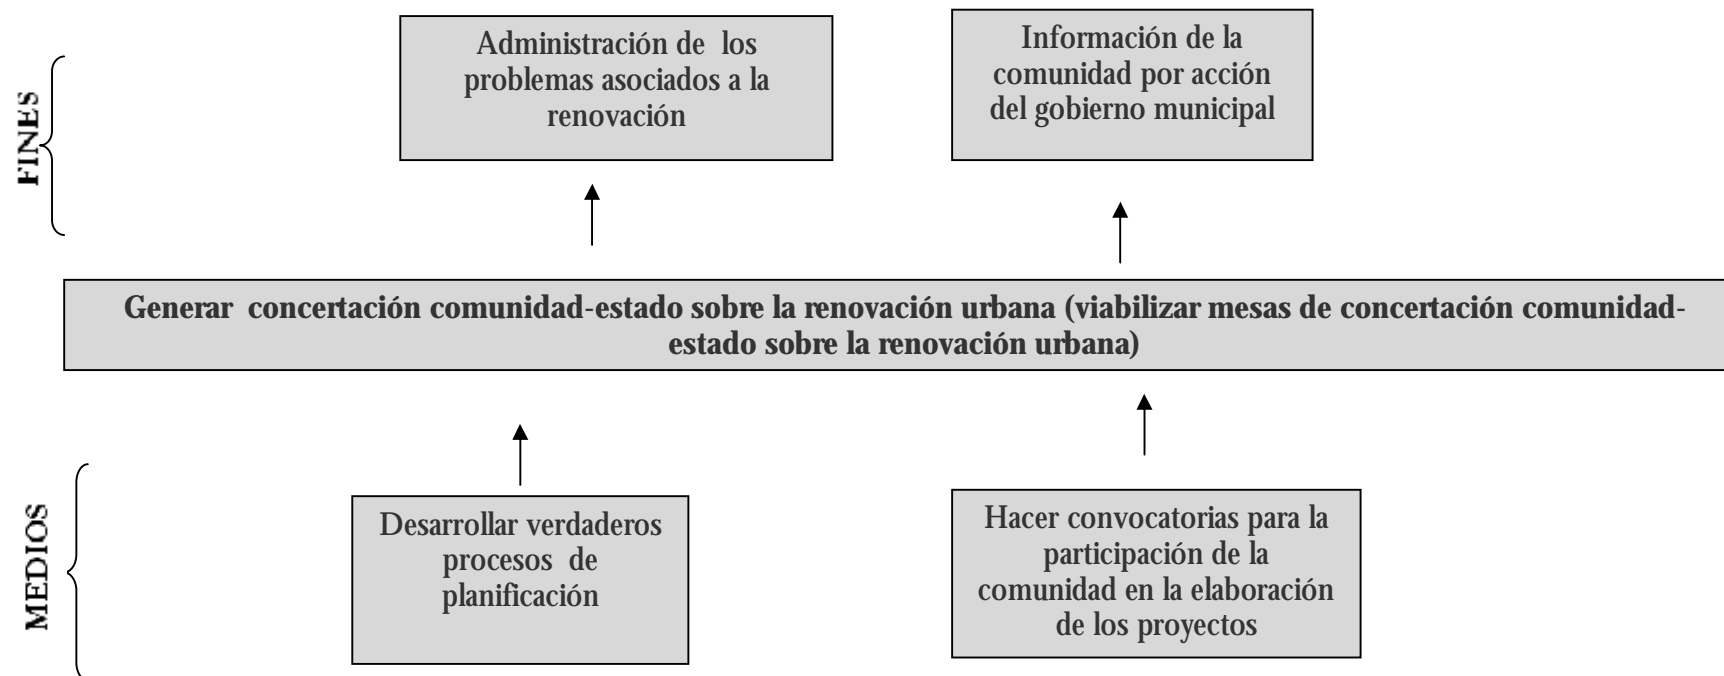 FINES
Administración de los
problemas asociados a la
renovación
Información de la
comunidad por acción
del gobierno municipal
Generar concertación comunidad-estado sobre la renovación urbana (viabilizar mesas de concertación comunidad-
estado sobre la renovación urbana)
MEDIOS
Desarrollar verdaderos
procesos de
planificación
Hacer convocatorias para la
participación de la
comunidad en la elaboración
de los proyectos